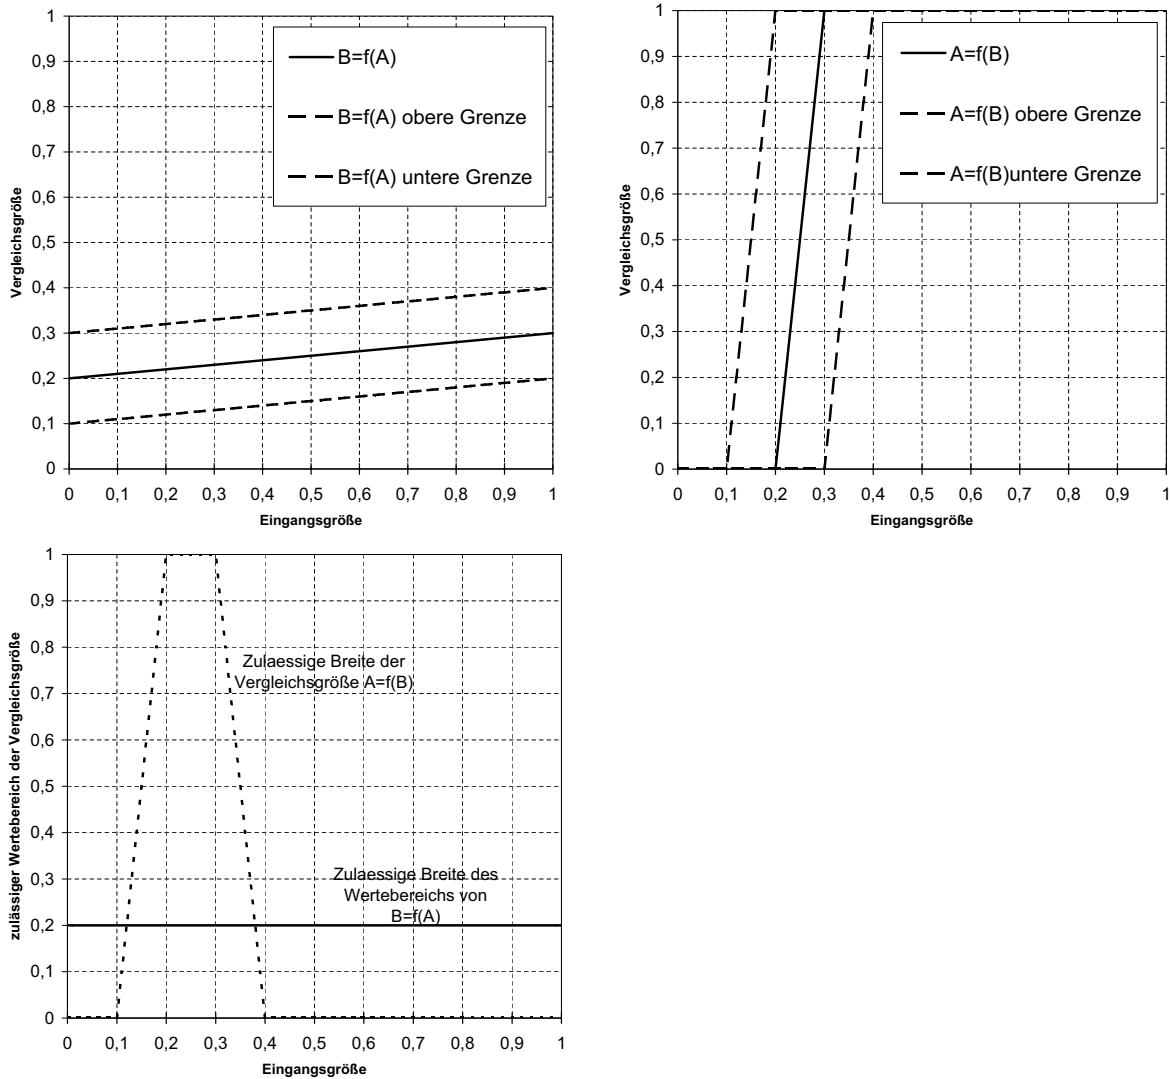 1
0,9
0,8
0,7
0,6
0,5
0,4
0,3
0,2
0,1
0
Vergleichsgröße
B=f(A)
B=f(A) obere Grenze
B=f(A) untere Grenze
0 0,1 0,2 0,3 0,4 0,5 0,6 0,7 0,8 0,9 1
Eingangsgröße
1
0,9
0,8
0,7
0,6
0,5
0,4
0,3
0,2
0,1
0
Vergleichsgröße
A=f(B)
A=f(B) obere Grenze
A=f(B)untere Grenze
0 0,1 0,2 0,3 0,4 0,5 0,6 0,7 0,8 0,9 1
Eingangsgröße
1
0,9
0,8
0,7
0,6
0,5
0,4
0,3
0,2
0,1
0
zulässiger Wertebereich der Vergleichsgröße
Zulaessige Breite der
Vergleichsgröße A=f(B)
Zulaessige Breite des
Wertebereichs von
B=f(A)
0 0,1 0,2 0,3 0,4 0,5 0,6 0,7 0,8 0,9 1
Eingangsgröße